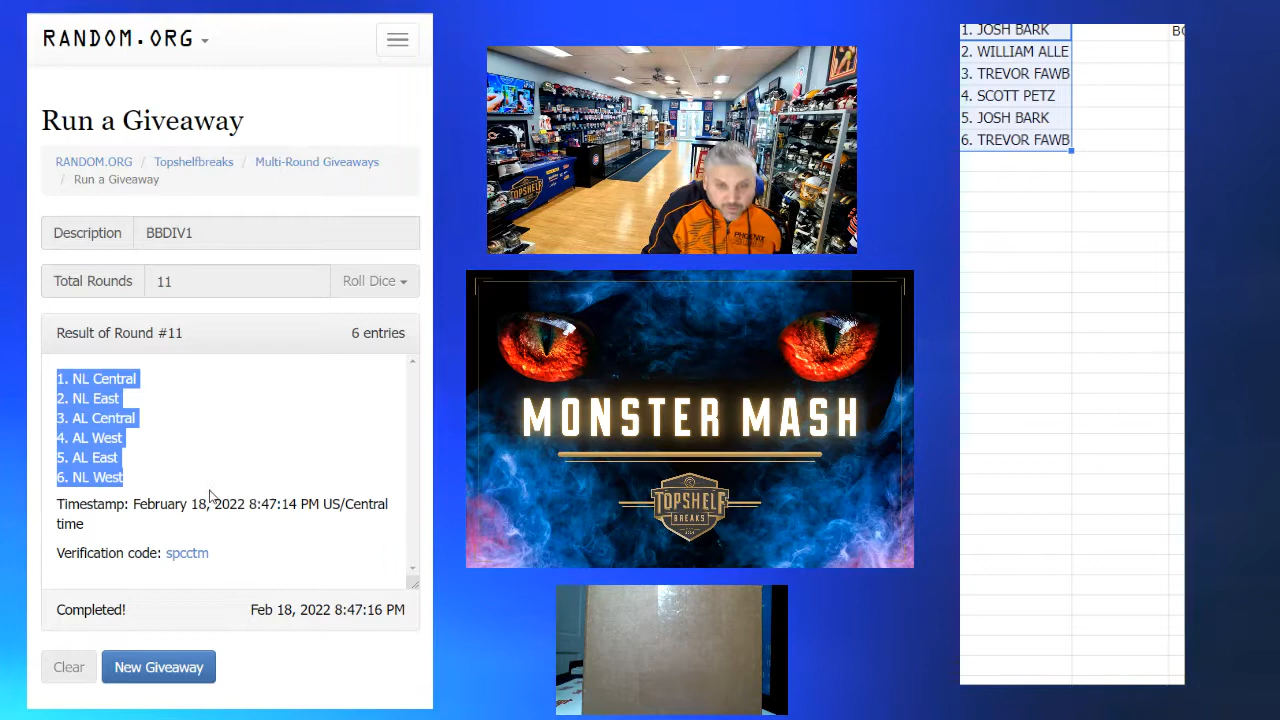 RANDOM.ORG
Run a Giveaway
RANDOM.ORG / Topshelfbreaks / Multi-Round Giveaways
/ Run a Giveaway
Description BBDIV1
Total Rounds 11 Roll Dice
Result of Round #11 6 entries
1. NL Central
2. NL East
3. AL Central
4. AL West
5. AL East
6. NL West
Timestamp: February 18, 2022 8:47:14 PM US/Central
time
Verification code: spcctm
Completed! Feb 18, 2022 8:47:16 PM
Clear New Giveaway
TOPSHELF
PHOENIX
MONSTER MASH
TOPSHELF
BREAKS
1. JOSH BARK
2. WILLIAM ALLE
3. TREVOR FAWB
4. SCOTT PETZ
5. JOSH BARK
6. TREVOR FAWB